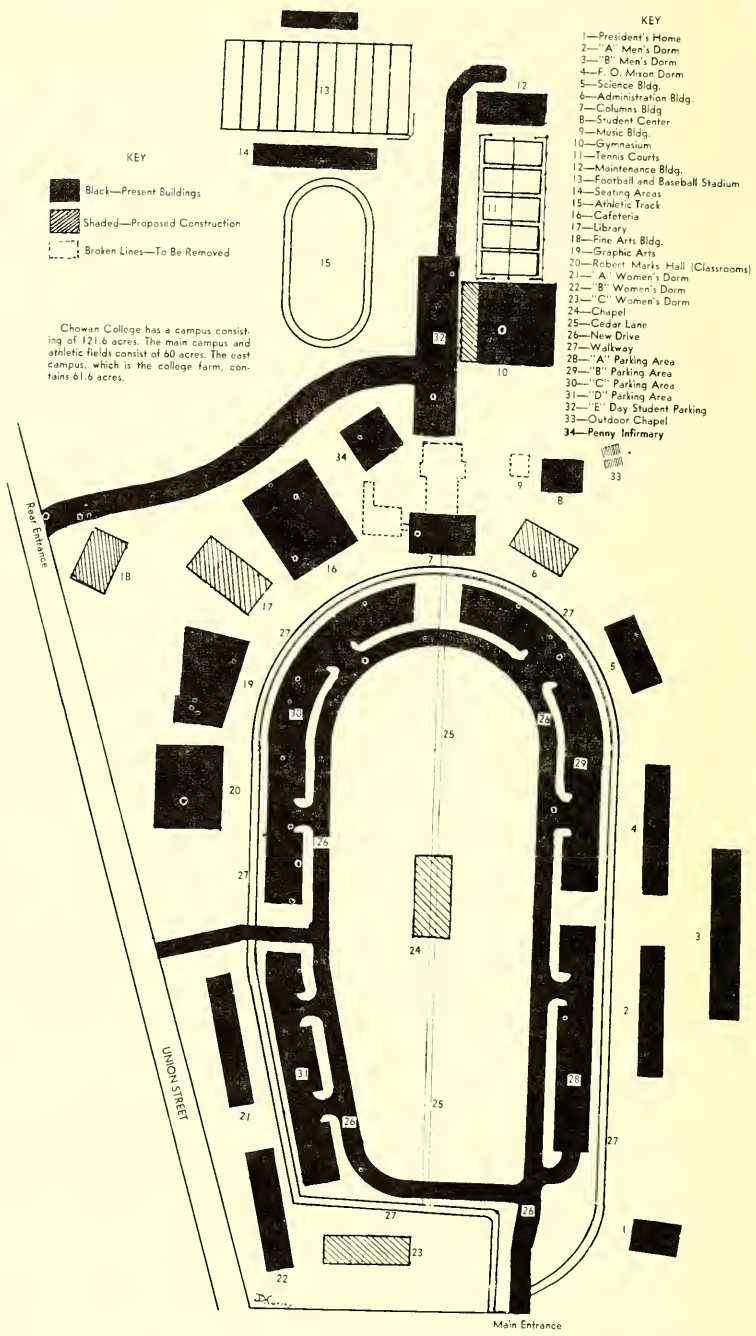 KEY
1—President's Home
2—"A" Men's Dorm
3—"B" Men's Dorm
4—F. O. Mixon Dorm
5—Science Bldg.
6—Administration Bldg.
7—Columns Bldg
8—Student Center
9—Music Bldg.
10—Gymnasium
11—Tennis Courts
12—Maintenance Bldg.
13—Football and Baseball Stadium
14—Seating Areas
15—Athletic Track
16—Cafeteria
17—Library
18—Fine Arts Bldg.
19—Graphic Arts
20—Robert Marks Hall (Classrooms)
21—'A' Women's Dorm
22—"B" Women's Dorm
23—"C" Women's Dorm
24—Chapel
25—Cedar Lane
26—New Drive
27—Walkway
28—"A" Parking Area
29—"B" Parking Area
30—"C" Parking Area
31—"D" Parking Area
32—"E" Day Student Parking
33—Outdoor Chapel
34—Penny Infirmary
KEY
Black—Present Buildings
Shaded—Proposed Construction
Broken Lines—To Be Removed
Chowan College has a campus consist-
ing of 121.6 acres. The main campus and
athletic fields consist of 60 acres. The east
campus, which is the college farm, con-
tains 61.6 acres.
13
12
14
11
15
32
10
34
9
8
33
Rear Entrance
18
17
16
7
6
27
27
5
19
30
26
25
29
20
4
26
27
24
3
2
UNION STREET
31
28
21
26
25
27
27
26
1
22
23
Main Entrance